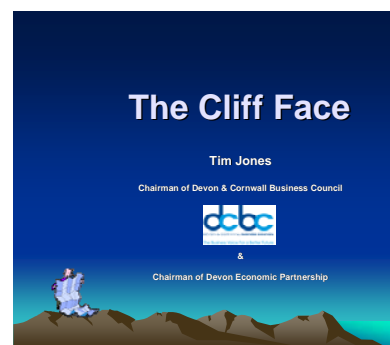 The Cliff Face
Tim Jones
Chairman of Devon & Cornwall Business Council
dcbc
&
Chairman of Devon Economic Partnership